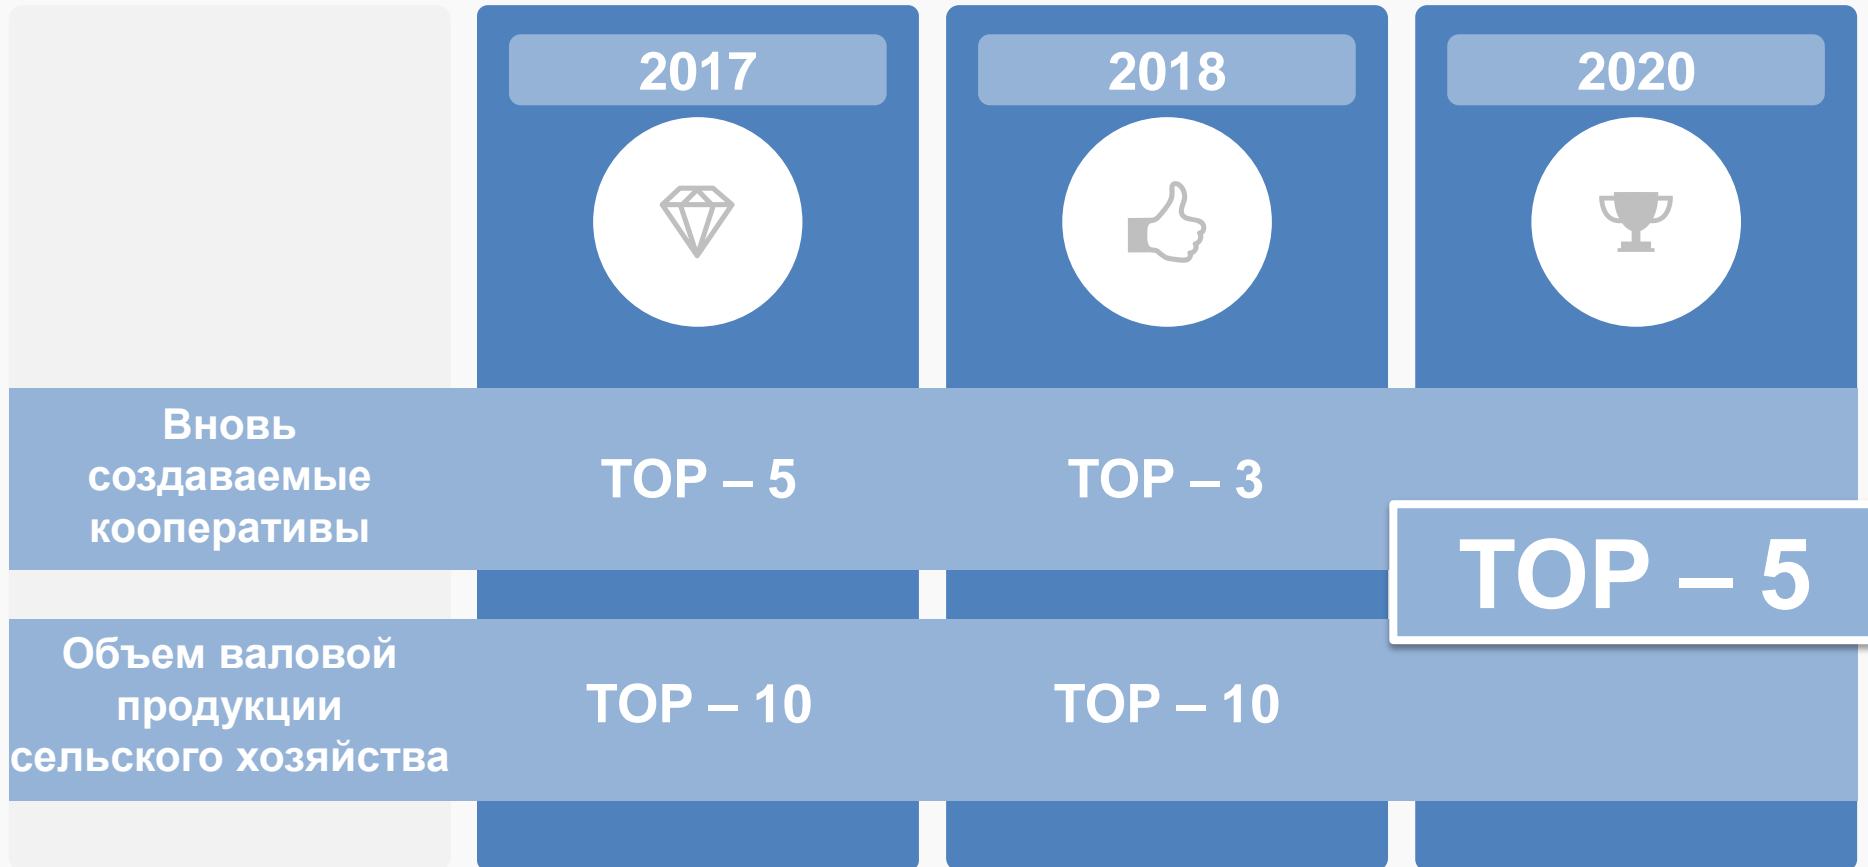 2017
2018
2020
Вновь
создаваемые
кооперативы
TOP – 5
TOP – 3
TOP – 5
Объем валовой
продукции
сельского хозяйства
TOP – 10
TOP – 10